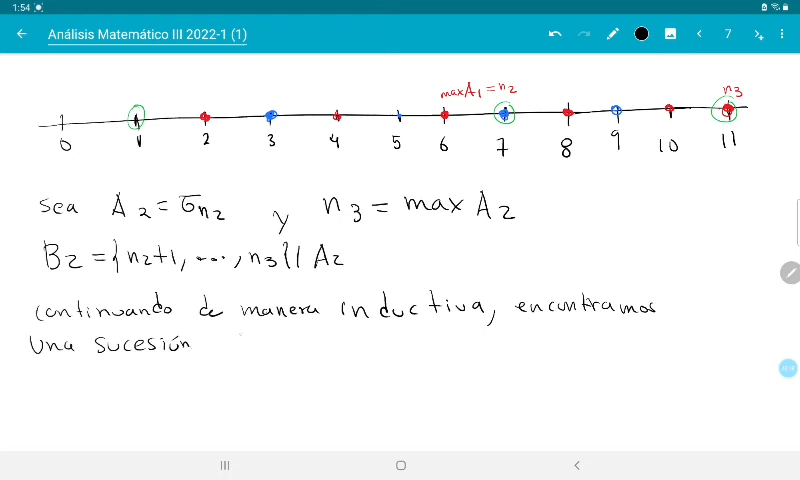 1:54
Análisis Matemático III 2022-1 (1)
7
max A₁ = n₂
n₃
0 1 2 3 4 5 6 7 8 9 10 11
Sea A₂ = σn₂ y n₃ = max A₂
B₂ = {n₂+1, ..., n₃} \ A₂
Continuando de manera inductiva, encontramos
una sucesión